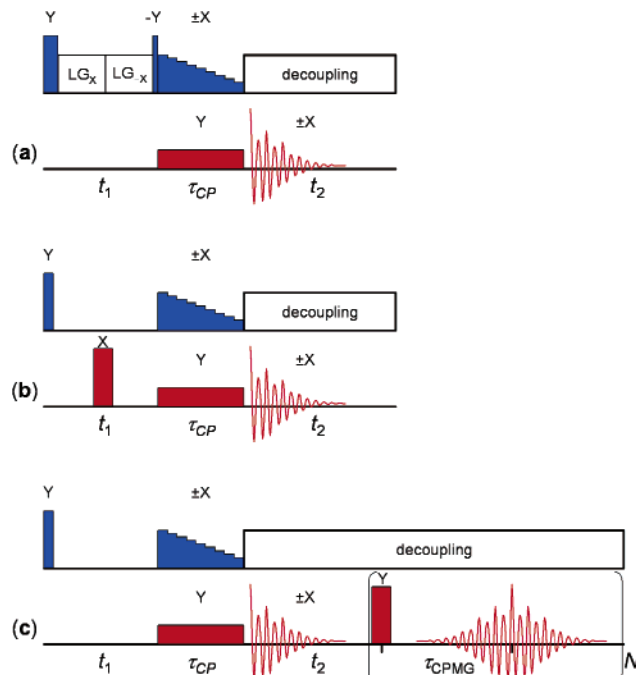 Y -Y ±X
LGX LG-X decoupling
Y ±X
(a)
t1 τCP t2
Y ±X
decoupling
X Y ±X
(b)
t1 τCP t2
Y ±X
decoupling
Y ±X Y
(c)
t1 τCP t2 τCPMG N